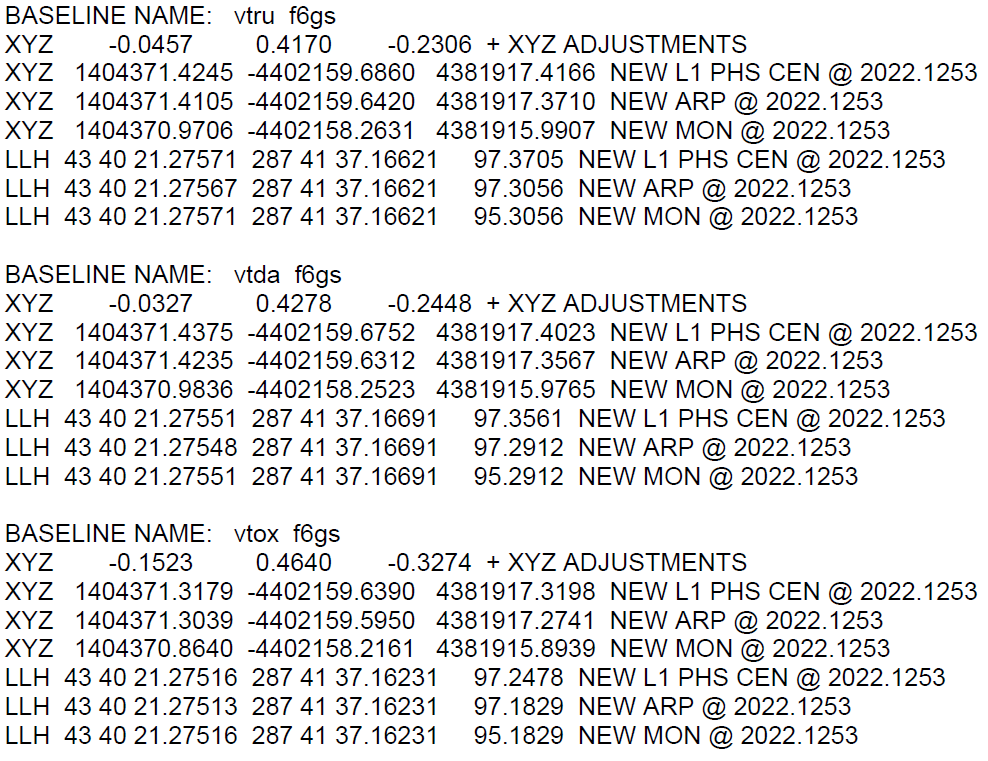 BASELINE NAME: vtru f6gs
XYZ -0.0457 0.4170 -0.2306 + XYZ ADJUSTMENTS
XYZ 1404371.4245 -4402159.6860 4381917.4166 NEW L1 PHS CEN @ 2022.1253
XYZ 1404371.4105 -4402159.6420 4381917.3710 NEW ARP @ 2022.1253
XYZ 1404370.9706 -4402158.2631 4381915.9907 NEW MON @ 2022.1253
LLH 43 40 21.27571 287 41 37.16621 97.3705 NEW L1 PHS CEN @ 2022.1253
LLH 43 40 21.27567 287 41 37.16621 97.3056 NEW ARP @ 2022.1253
LLH 43 40 21.27571 287 41 37.16621 95.3056 NEW MON @ 2022.1253
BASELINE NAME: vtda f6gs
XYZ -0.0327 0.4278 -0.2448 + XYZ ADJUSTMENTS
XYZ 1404371.4375 -4402159.6752 4381917.4023 NEW L1 PHS CEN @ 2022.1253
XYZ 1404371.4235 -4402159.6312 4381917.3567 NEW ARP @ 2022.1253
XYZ 1404370.9836 -4402158.2523 4381915.9765 NEW MON @ 2022.1253
LLH 43 40 21.27551 287 41 37.16691 97.3561 NEW L1 PHS CEN @ 2022.1253
LLH 43 40 21.27548 287 41 37.16691 97.2912 NEW ARP @ 2022.1253
LLH 43 40 21.27551 287 41 37.16691 95.2912 NEW MON @ 2022.1253
BASELINE NAME: vtox f6gs
XYZ -0.1523 0.4640 -0.3274 + XYZ ADJUSTMENTS
XYZ 1404371.3179 -4402159.6390 4381917.3198 NEW L1 PHS CEN @ 2022.1253
XYZ 1404371.3039 -4402159.5950 4381917.2741 NEW ARP @ 2022.1253
XYZ 1404370.8640 -4402158.2161 4381915.8939 NEW MON @ 2022.1253
LLH 43 40 21.27516 287 41 37.16231 97.2478 NEW L1 PHS CEN @ 2022.1253
LLH 43 40 21.27513 287 41 37.16231 97.1829 NEW ARP @ 2022.1253
LLH 43 40 21.27516 287 41 37.16231 95.1829 NEW MON @ 2022.1253